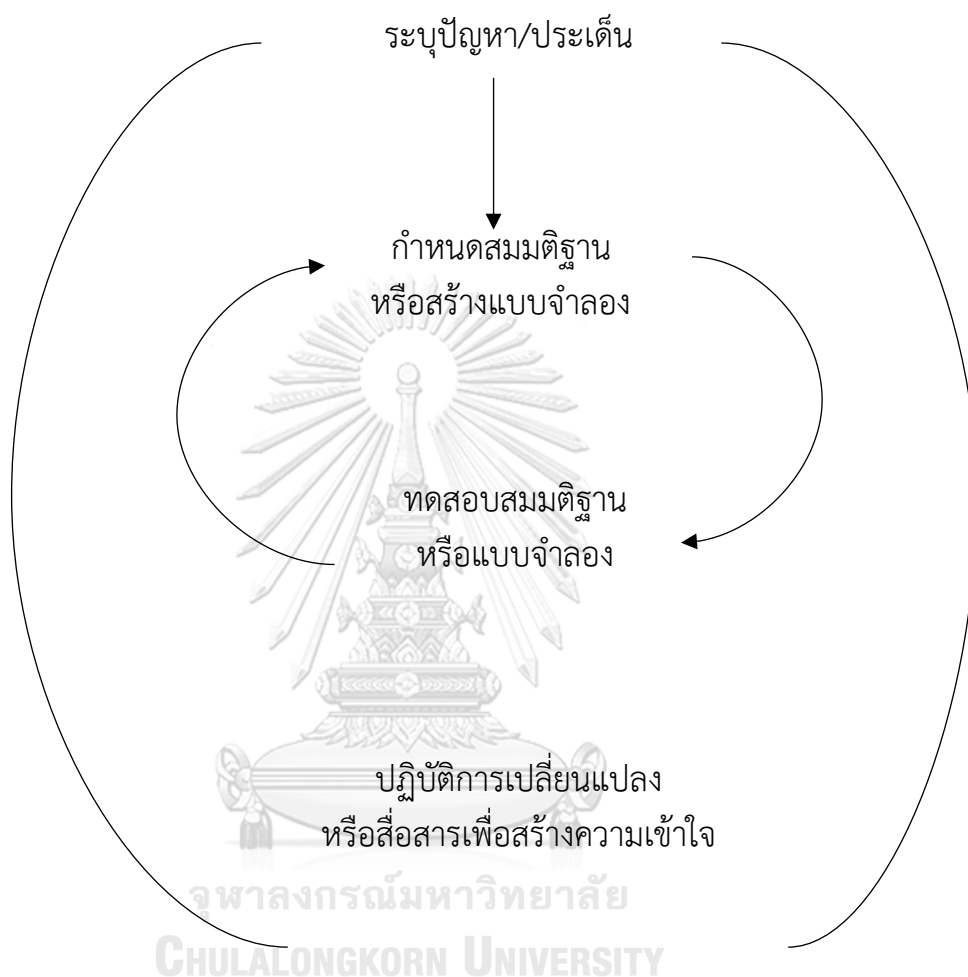 ระบุปัญหา/ประเด็น
กำหนดสมมติฐาน
หรือสร้างแบบจำลอง
ทดสอบสมมติฐาน
หรือแบบจำลอง
ปฏิบัติการเปลี่ยนแปลง
หรือสื่อสารเพื่อสร้างความเข้าใจ
จุฬาลงกรณ์มหาวิทยาลัย
CHULALONGKORN UNIVERSITY